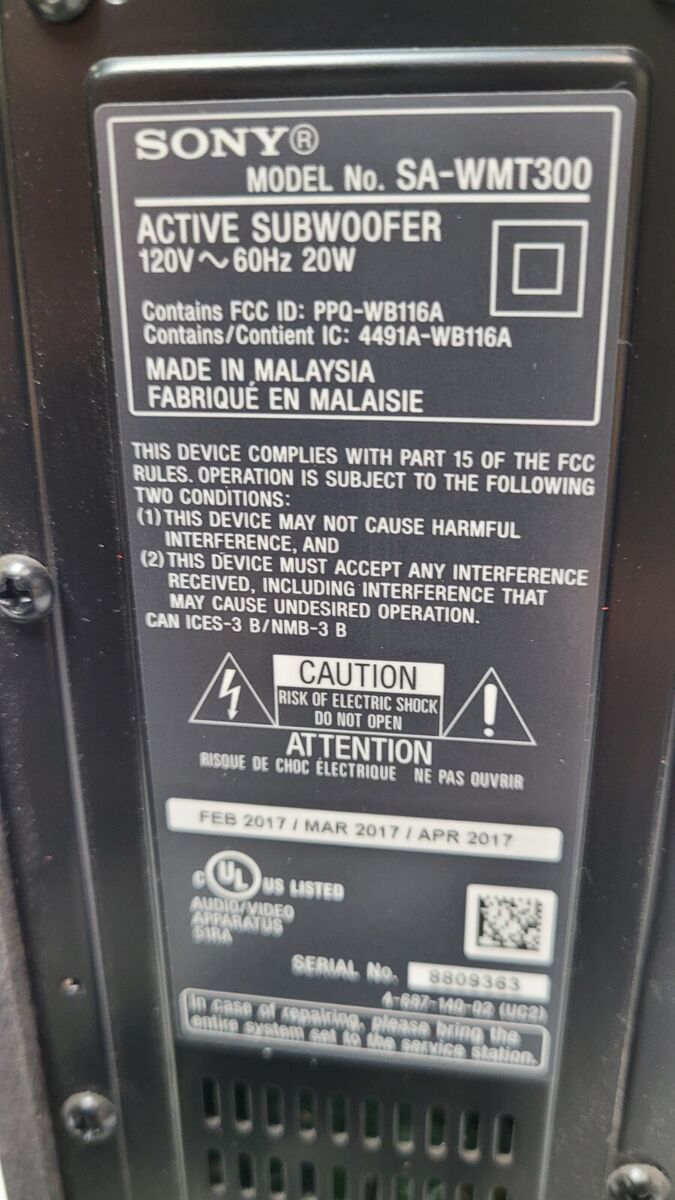 SONY®
MODEL No. SA-WMT300
ACTIVE SUBWOOFER
120V ~ 60Hz 20W
Contains FCC ID: PPQ-WB116A
Contains/Contient IC: 4491A-WB116A
MADE IN MALAYSIA
FABRIQUÉ EN MALAISIE
THIS DEVICE COMPLIES WITH PART 15 OF THE FCC
RULES. OPERATION IS SUBJECT TO THE FOLLOWING
TWO CONDITIONS:
(1) THIS DEVICE MAY NOT CAUSE HARMFUL
INTERFERENCE, AND
(2) THIS DEVICE MUST ACCEPT ANY INTERFERENCE
RECEIVED, INCLUDING INTERFERENCE THAT
MAY CAUSE UNDESIRED OPERATION.
CAN ICES-3 B/NMB-3 B
CAUTION
RISK OF ELECTRIC SHOCK
DO NOT OPEN
ATTENTION
RISQUE DE CHOC ÉLECTRIQUE NE PAS OUVRIR
FEB 2017 / MAR 2017 / APR 2017
C UL US LISTED
AUDIO/VIDEO
APPARATUS
51RA
SERIAL No. 8809363
4-687-140-02 (UC2)
In case of repairing, please bring the
entire system set to the service station.